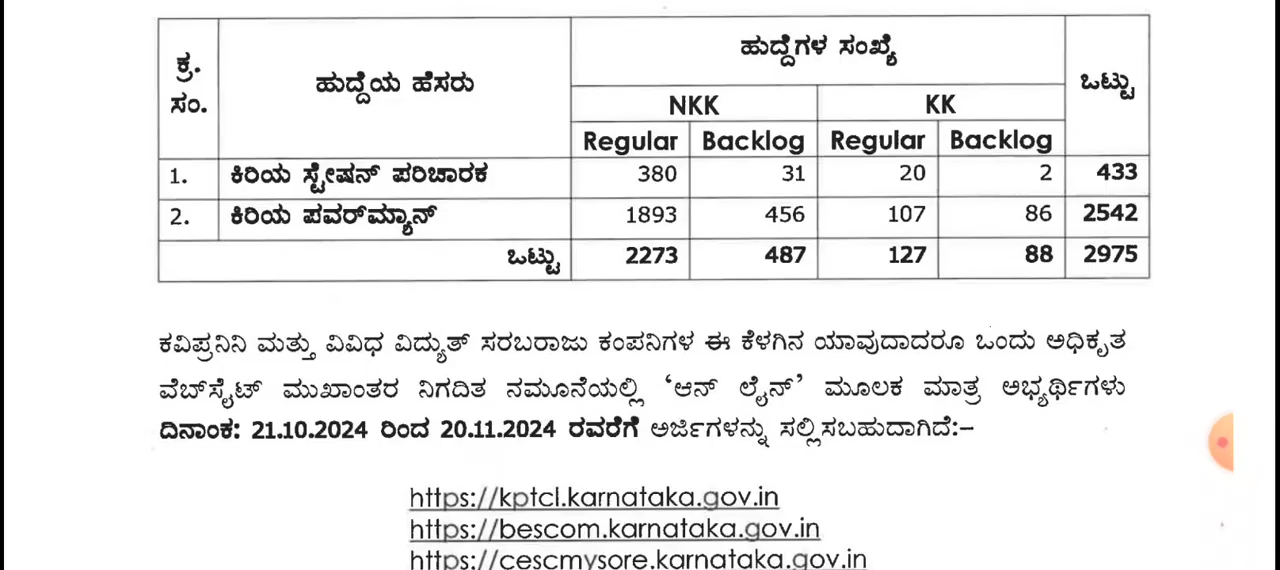 ಕ್ರ. ಸಂ. ಹುದ್ದೆಯ ಹೆಸರು ಹುದ್ದೆಗಳ ಸಂಖ್ಯೆ ಒಟ್ಟು
NKK KK
Regular Backlog Regular Backlog
1. ಕಿರಿಯ ಸ್ಟೇಷನ್ ಪರಿಚಾರಕ 380 31 20 2 433
2. ಕಿರಿಯ ಪವರ್‌ಮ್ಯಾನ್ 1893 456 107 86 2542
ಒಟ್ಟು 2273 487 127 88 2975
ಕವಿಪ್ರನಿನಿ ಮತ್ತು ವಿವಿಧ ವಿದ್ಯುತ್ ಸರಬರಾಜು ಕಂಪನಿಗಳ ಈ ಕೆಳಗಿನ ಯಾವುದಾದರೂ ಒಂದು ಅಧಿಕೃತ
ವೆಬ್‌ಸೈಟ್ ಮುಖಾಂತರ ನಿಗದಿತ ನಮೂನೆಯಲ್ಲಿ ‘ಆನ್ ಲೈನ್’ ಮೂಲಕ ಮಾತ್ರ ಅಭ್ಯರ್ಥಿಗಳು
ದಿನಾಂಕ: 21.10.2024 ರಿಂದ 20.11.2024 ರವರೆಗೆ ಅರ್ಜಿಗಳನ್ನು ಸಲ್ಲಿಸಬಹುದಾಗಿದೆ:–
https://kptcl.karnataka.gov.in
https://bescom.karnataka.gov.in
https://cescmysore.karnataka.gov.in